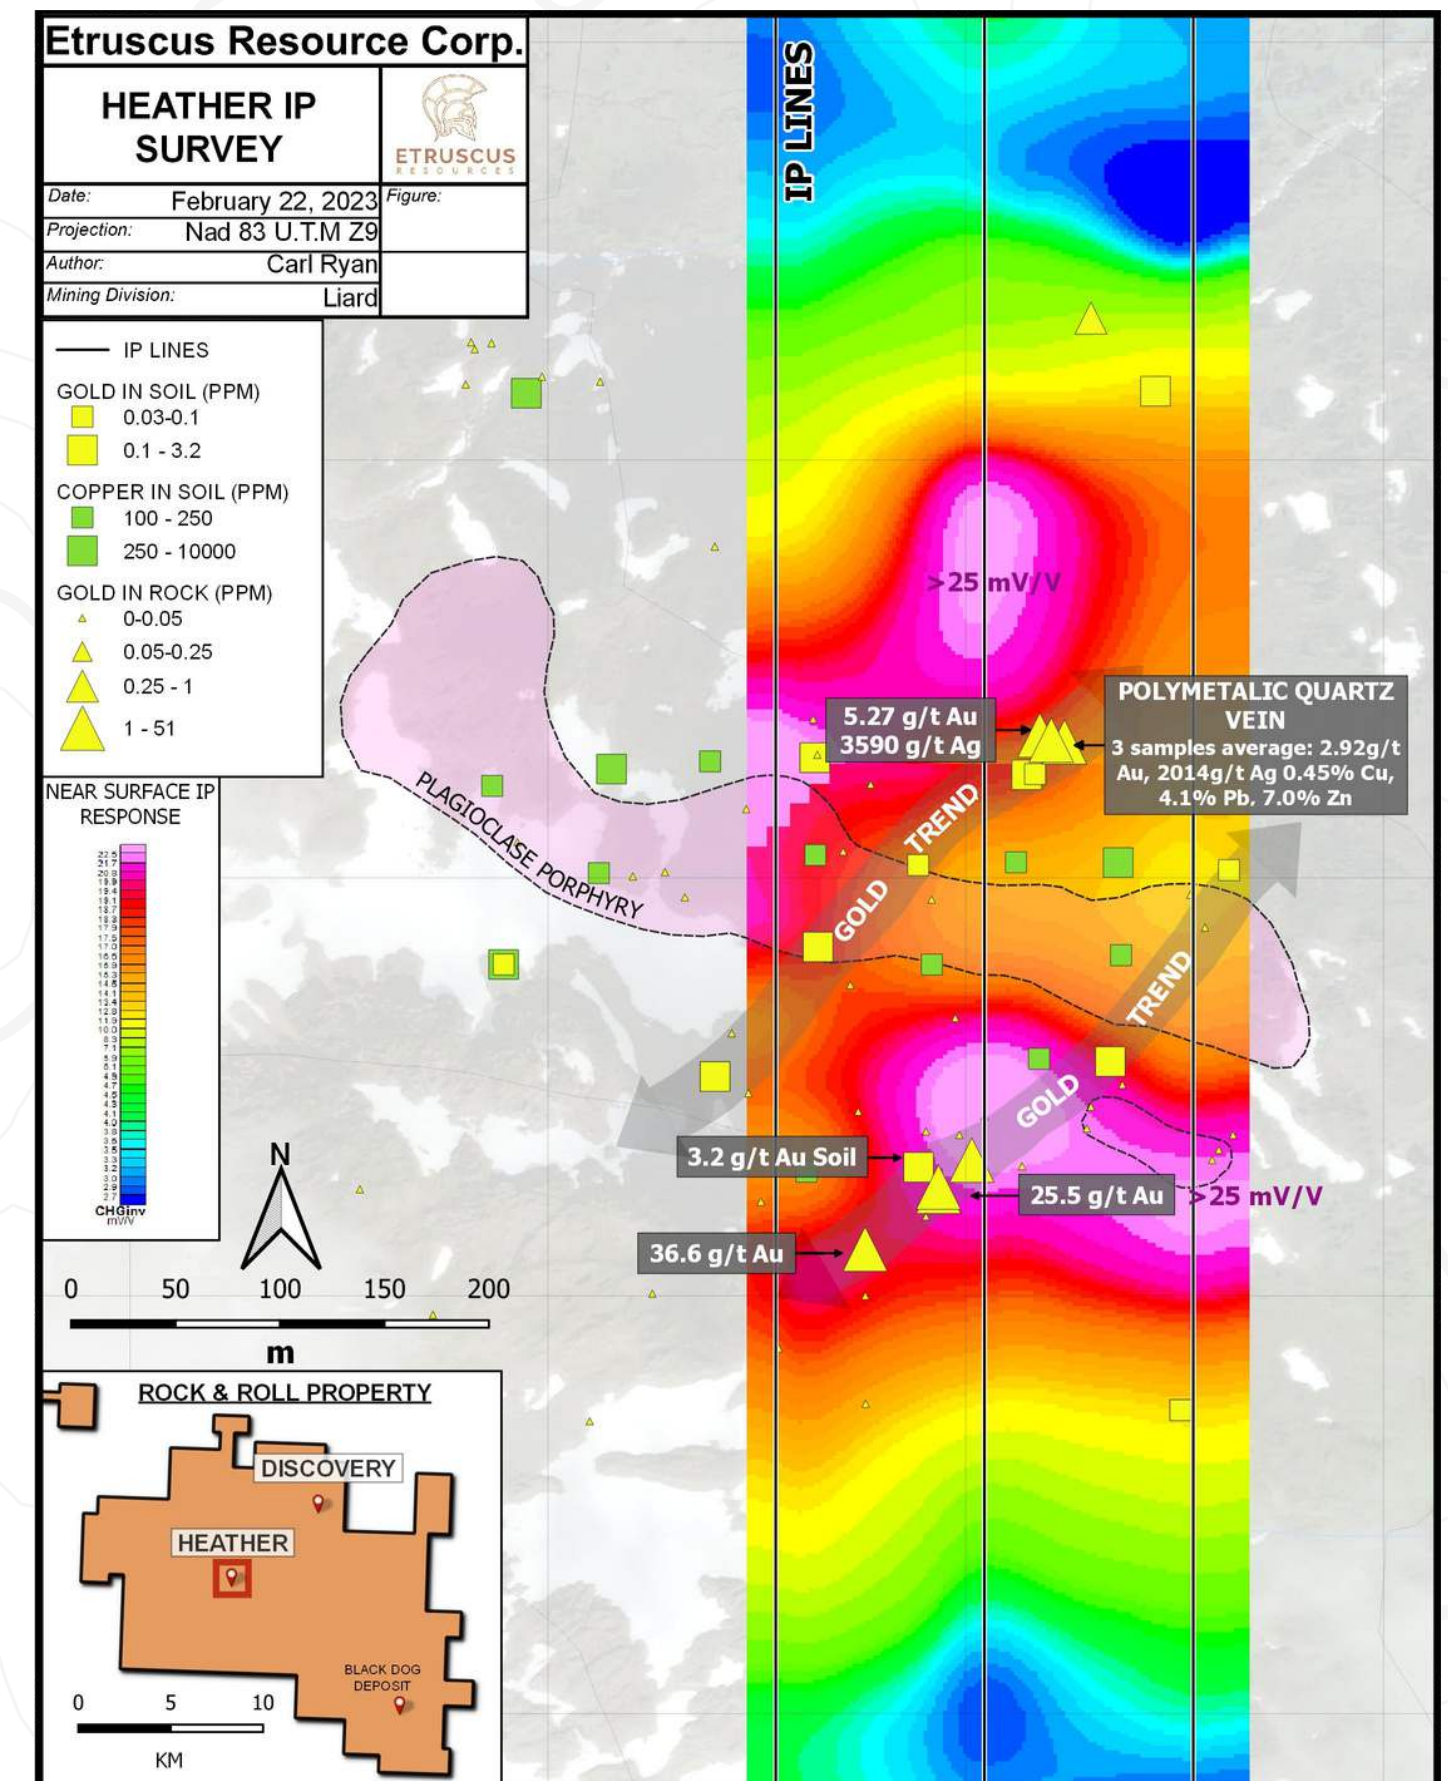 Etruscus Resource Corp.
HEATHER IP
SURVEY
ETRUSCUS
RESOURCES
Date:
February 22, 2023
Figure:
Projection:
Nad 83 U.T.M Z9
Author:
Carl Ryan
Mining Division:
Liard
IP LINES
GOLD IN SOIL (PPM)
0.03-0.1
0.1 - 3.2
COPPER IN SOIL (PPM)
100 - 250
250 - 10000
GOLD IN ROCK (PPM)
0-0.05
0.05-0.25
0.25 - 1
1 - 51
NEAR SURFACE IP
RESPONSE
22.5
21.7
CHGinv
mV/V
N
0 50 100 150 200
m
ROCK & ROLL PROPERTY
DISCOVERY
HEATHER
BLACK DOG
DEPOSIT
0 5 10
KM
IP LINES
>25 mV/V
5.27 g/t Au
3590 g/t Ag
POLYMETALIC QUARTZ
VEIN
3 samples average: 2.92g/t
Au, 2014g/t Ag 0.45% Cu,
4.1% Pb. 7.0% Zn
PLAGIOCLASE PORPHYRY
GOLD TREND
GOLD TREND
3.2 g/t Au Soil
25.5 g/t Au
>25 mV/V
36.6 g/t Au